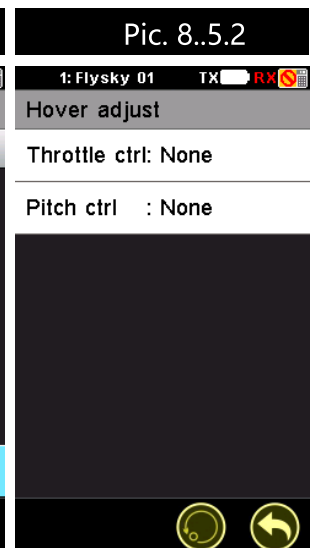 Pic. 8..5.2
1: Flysky 01 TX RX
Hover adjust
Throttle ctrl: None
Pitch ctrl : None